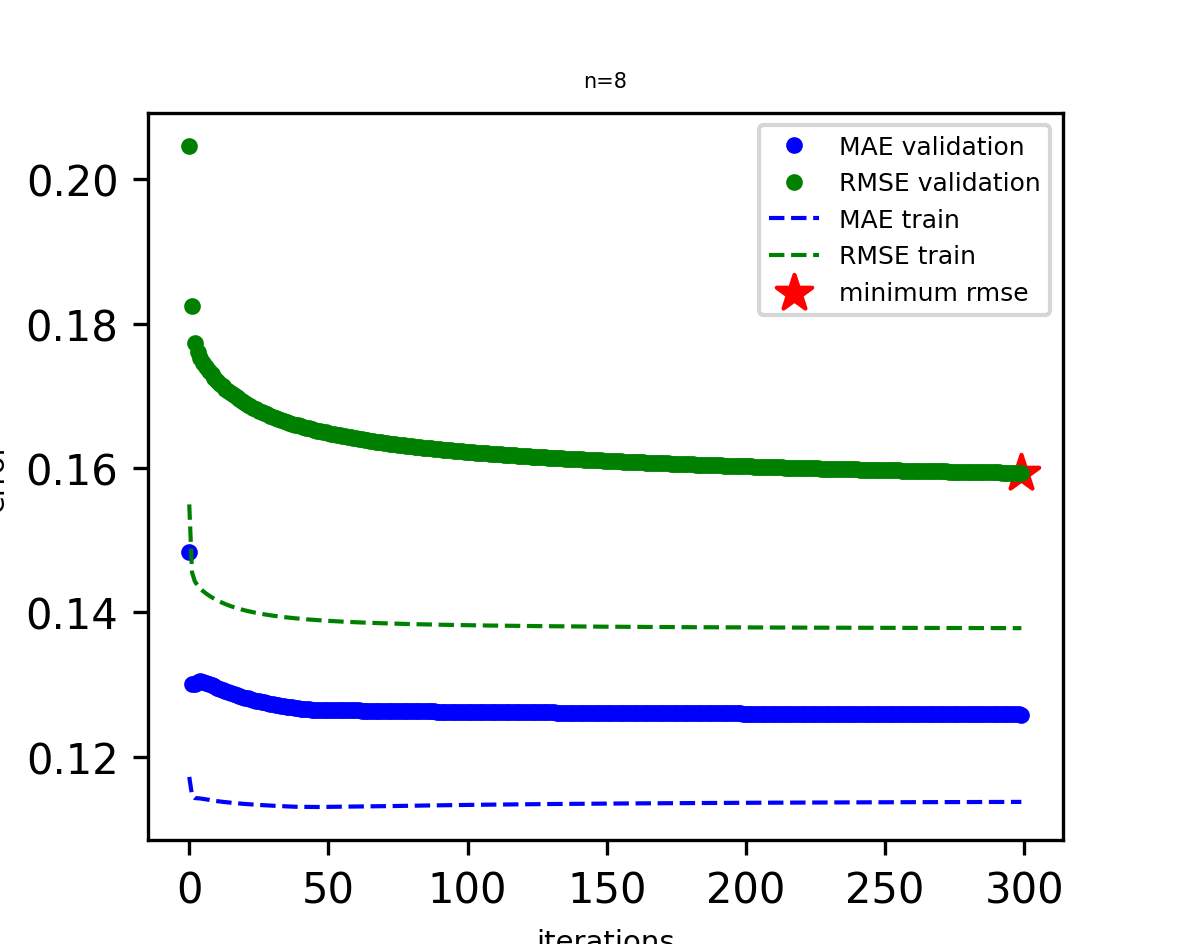 n=8
MAE validation
RMSE validation
MAE train
RMSE train
minimum rmse
0.20
0.18
0.16
0.14
0.12
0 50 100 150 200 250 300
iterations